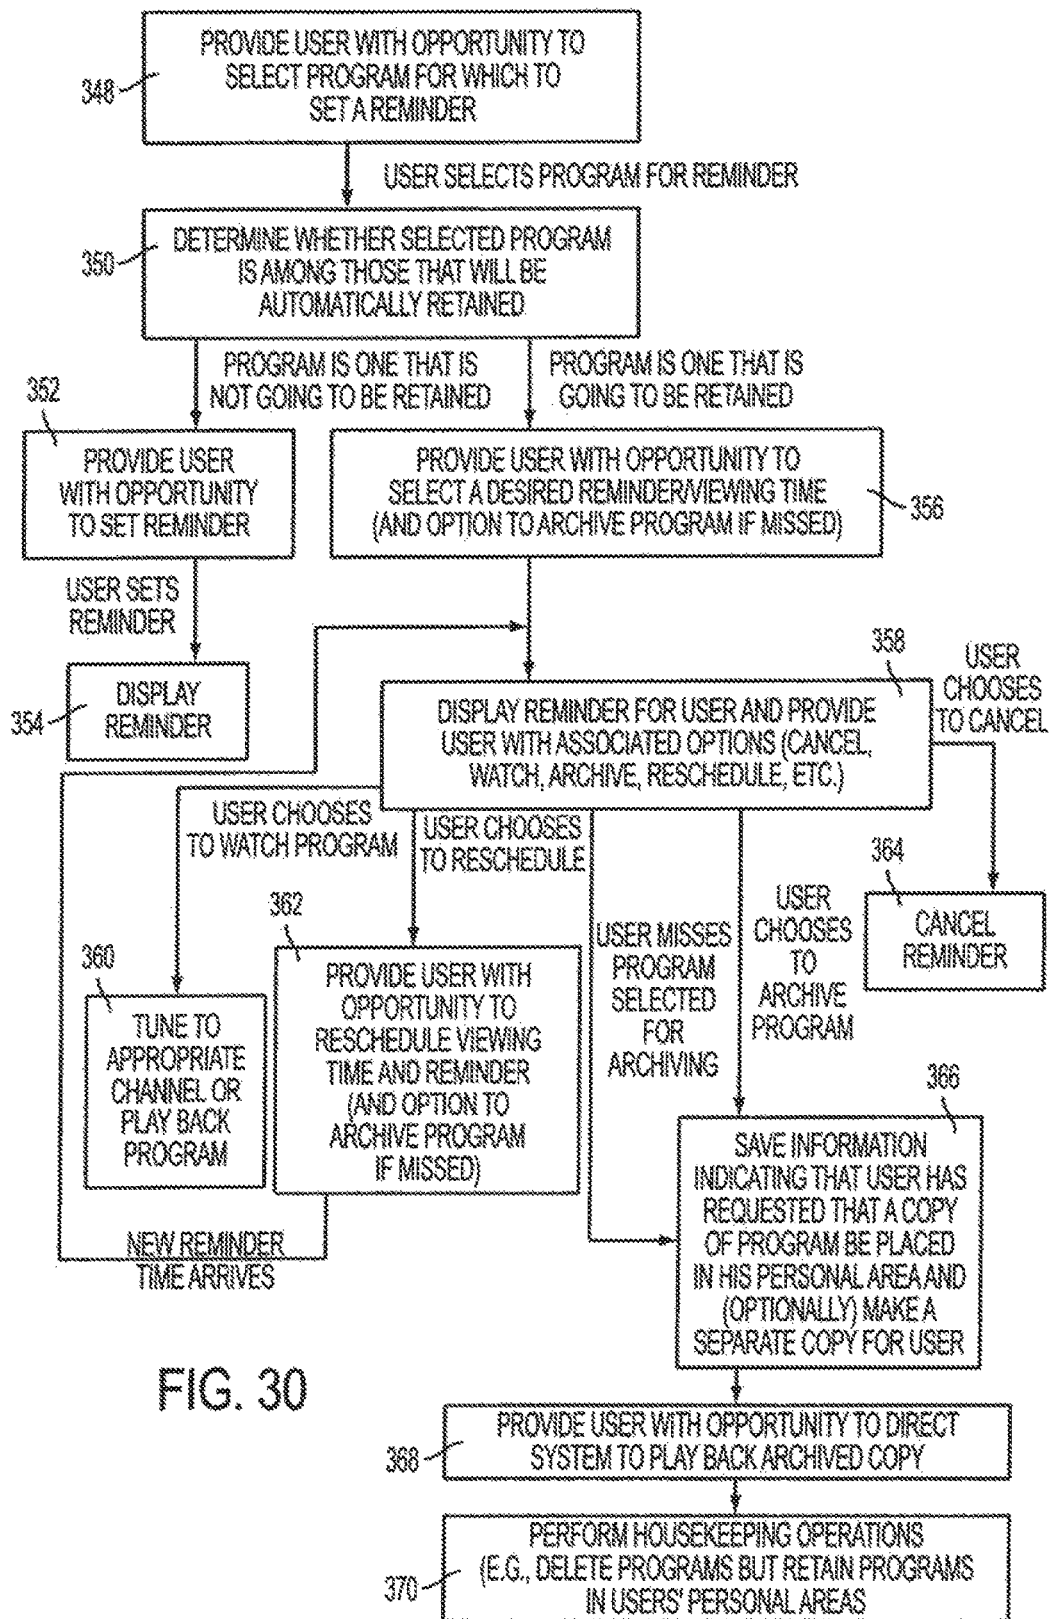 PROVIDE USER WITH OPPORTUNITY TO
SELECT PROGRAM FOR WHICH TO
SET A REMINDER
348
USER SELECTS PROGRAM FOR REMINDER
DETERMINE WHETHER SELECTED PROGRAM
IS AMONG THOSE THAT WILL BE
AUTOMATICALLY RETAINED
350
PROGRAM IS ONE THAT IS
NOT GOING TO BE RETAINED
PROGRAM IS ONE THAT IS
GOING TO BE RETAINED
352
PROVIDE USER
WITH OPPORTUNITY
TO SET REMINDER
PROVIDE USER WITH OPPORTUNITY TO
SELECT A DESIRED REMINDER/VIEWING TIME
(AND OPTION TO ARCHIVE PROGRAM IF MISSED)
356
USER SETS
REMINDER
354
DISPLAY
REMINDER
358
DISPLAY REMINDER FOR USER AND PROVIDE
USER WITH ASSOCIATED OPTIONS (CANCEL,
WATCH, ARCHIVE, RESCHEDULE, ETC.)
USER
CHOOSES
TO CANCEL
USER CHOOSES
TO WATCH PROGRAM
USER CHOOSES
TO RESCHEDULE
364
CANCEL
REMINDER
362
360
TUNE TO
APPROPRIATE
CHANNEL OR
PLAY BACK
PROGRAM
PROVIDE USER WITH
OPPORTUNITY TO
RESCHEDULE VIEWING
TIME AND REMINDER
(AND OPTION TO
ARCHIVE PROGRAM
IF MISSED)
USER MISSES
PROGRAM
SELECTED
FOR
ARCHIVING
USER
CHOOSES
TO
ARCHIVE
PROGRAM
366
SAVE INFORMATION
INDICATING THAT USER HAS
REQUESTED THAT A COPY
OF PROGRAM BE PLACED
IN HIS PERSONAL AREA AND
(OPTIONALLY) MAKE A
SEPARATE COPY FOR USER
NEW REMINDER
TIME ARRIVES
FIG. 30
368
PROVIDE USER WITH OPPORTUNITY TO DIRECT
SYSTEM TO PLAY BACK ARCHIVED COPY
370
PERFORM HOUSEKEEPING OPERATIONS
(E.G., DELETE PROGRAMS BUT RETAIN PROGRAMS
IN USERS' PERSONAL AREAS